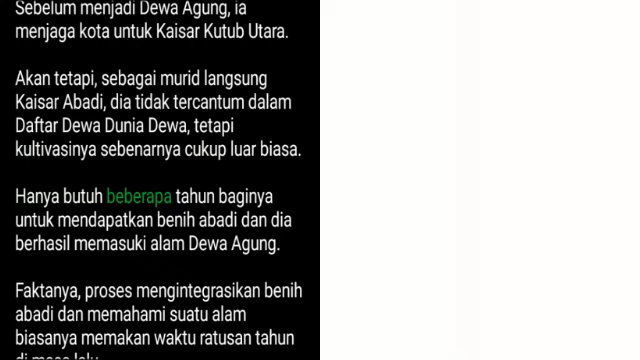 Sebelum menjadi Dewa Agung, ia
menjaga kota untuk Kaisar Kutub Utara.
Akan tetapi, sebagai murid langsung
Kaisar Abadi, dia tidak tercantum dalam
Daftar Dewa Dunia Dewa, tetapi
kultivasinya sebenarnya cukup luar biasa.
Hanya butuh beberapa tahun baginya
untuk mendapatkan benih abadi dan dia
berhasil memasuki alam Dewa Agung.
Faktanya, proses mengintegrasikan benih
abadi dan memahami suatu alam
biasanya memakan waktu ratusan tahun
di masa lalu